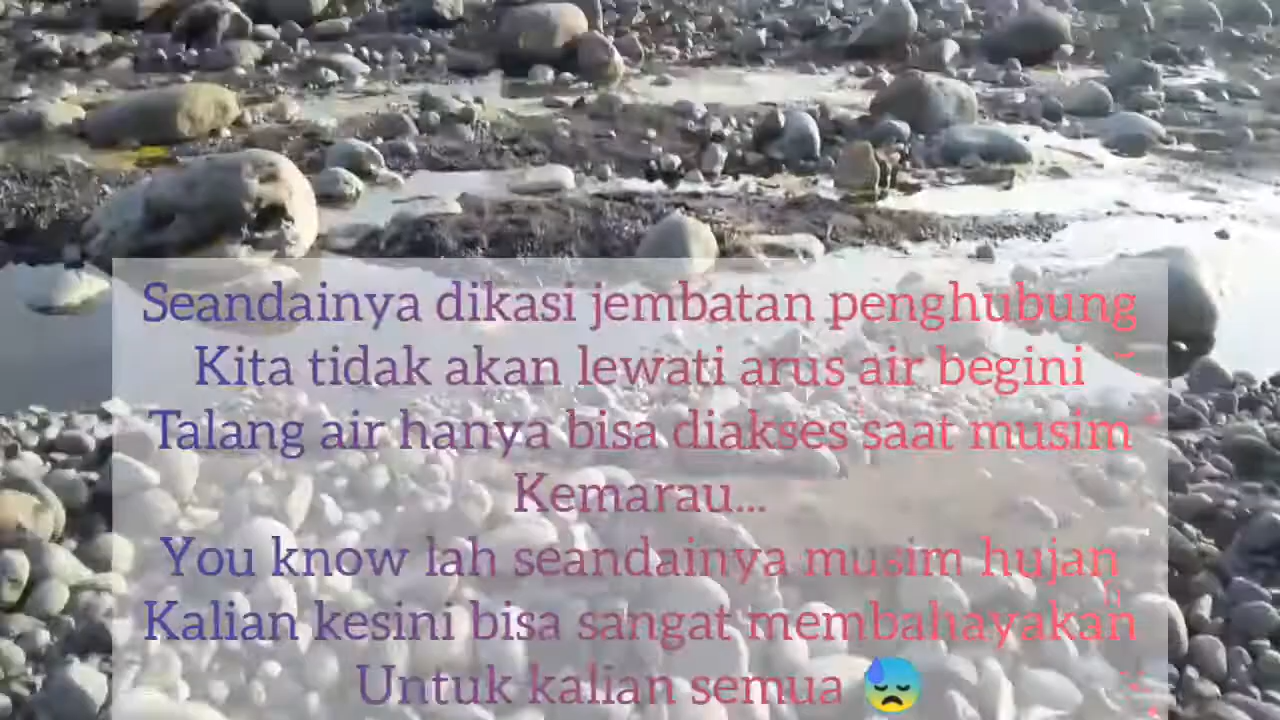 Seandainya dikasi jembatan penghubung
Kita tidak akan lewati arus air begini
Talang air hanya bisa diakses saat musim
Kemarau...
You know lah seandainya musim hujan
Kalian kesini bisa sangat membahayakan
Untuk kalian semua 😓